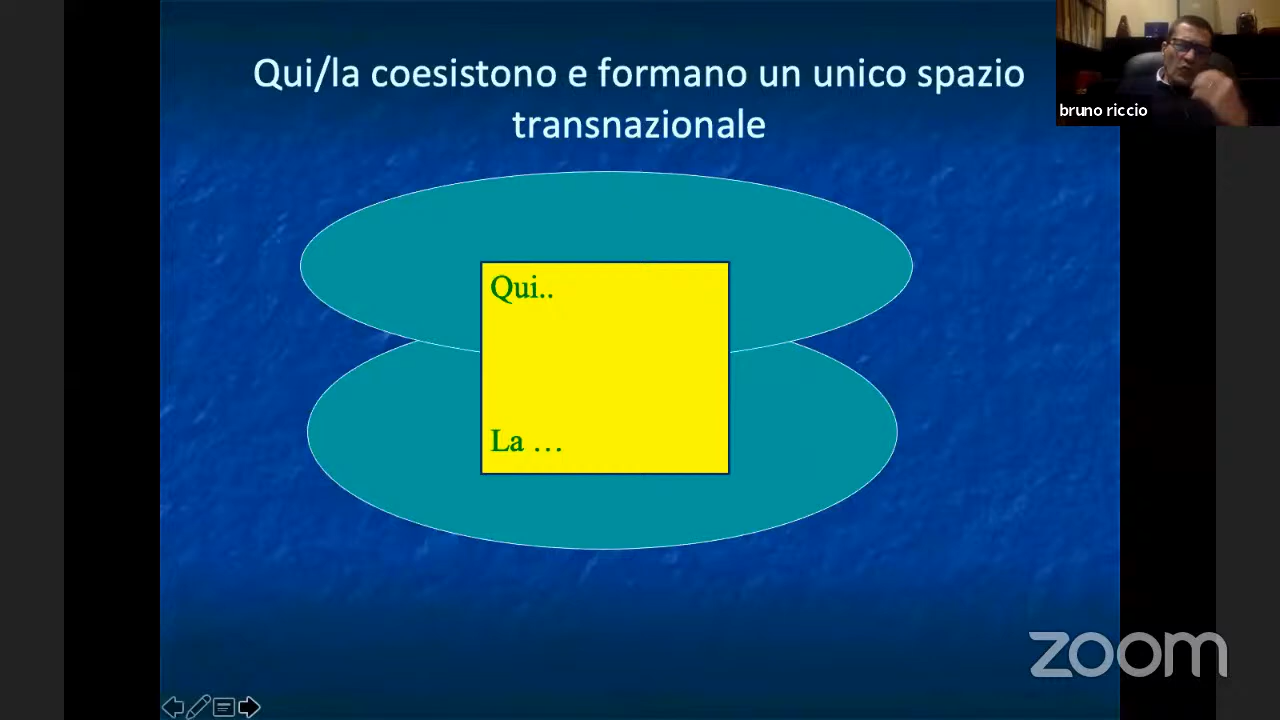 Qui/la coesistono e formano un unico spazio
transnazionale
bruno riccio
Qui..
La …
zoom